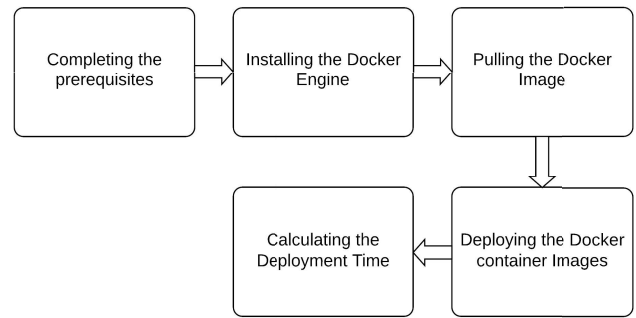 Completing the
prerequisites
Installing the Docker
Engine
Pulling the Docker
Image
Deploying the Docker
container Images
Calculating the
Deployment Time